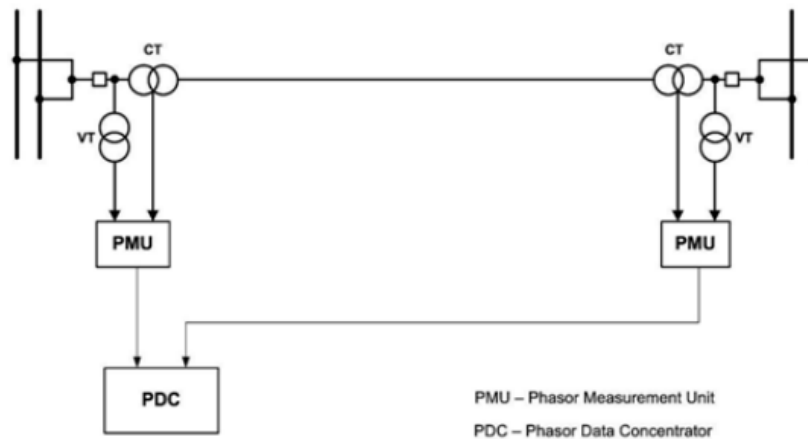 CT
CT
VT
VT
PMU
PMU
PDC
PMU – Phasor Measurement Unit
PDC – Phasor Data Concentrator